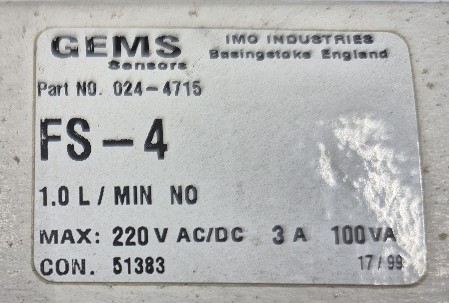 GEMS IMO INDUSTRIES
Sensors Basingstoke England
Part NO. 024-4715
FS-4
1.0 L / MIN NO
MAX: 220 V AC/DC 3 A 100 VA
CON. 51383 17/99